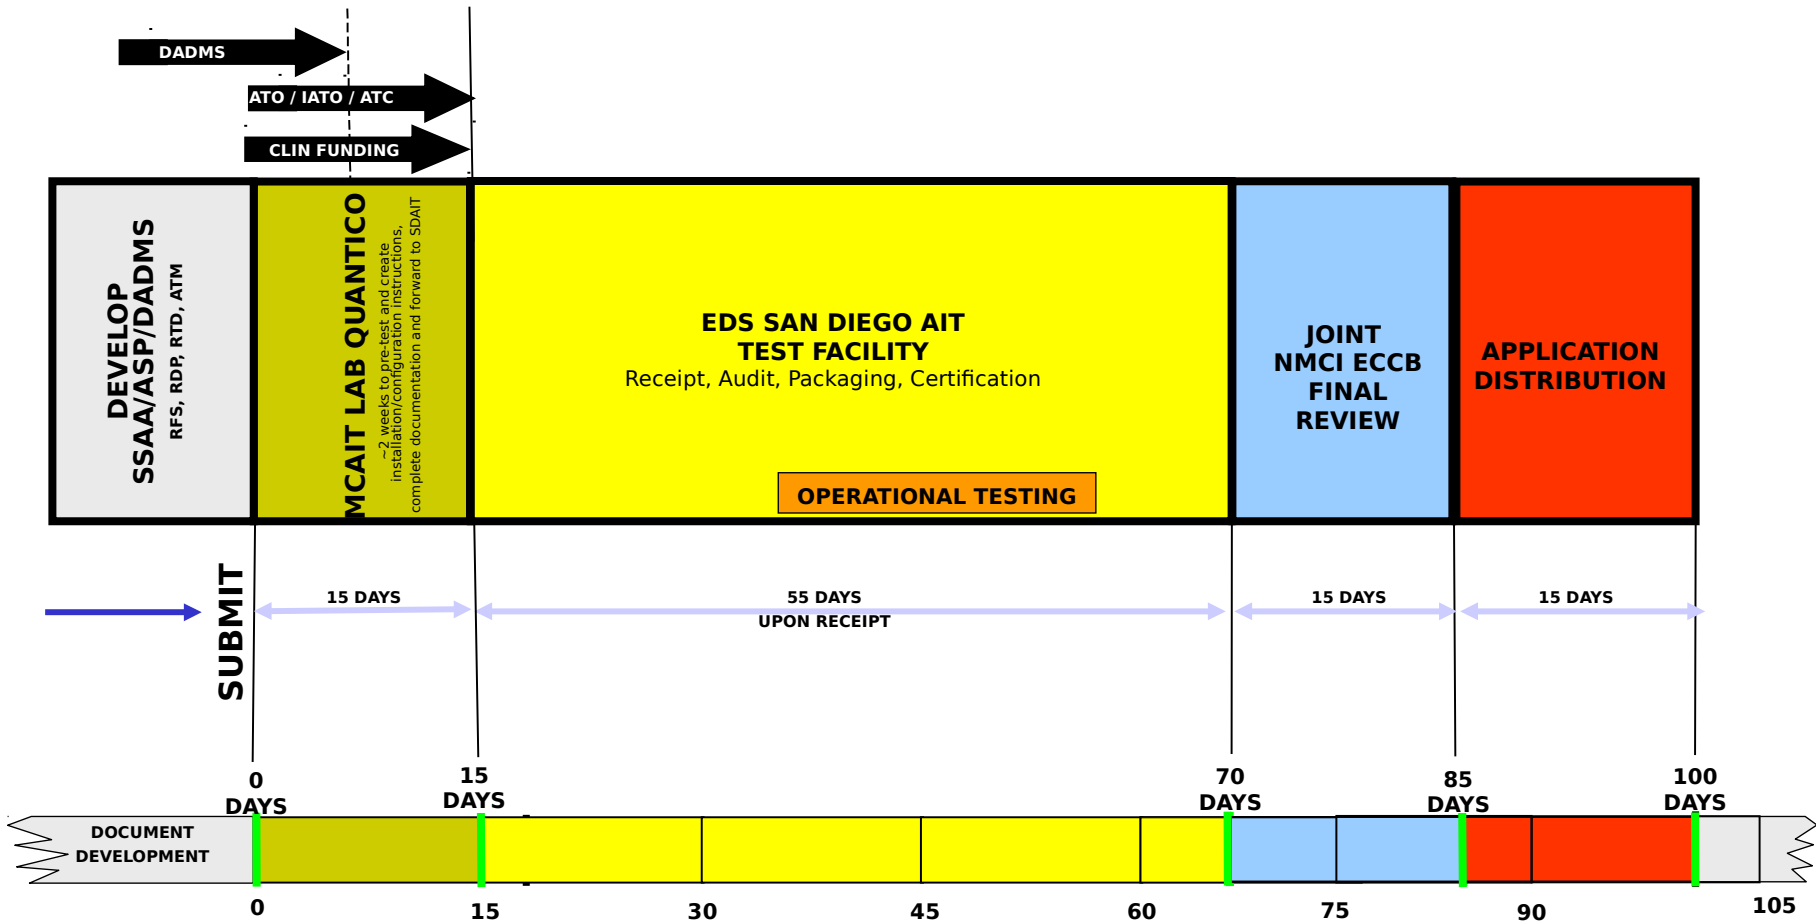 DADMS
ATO / IATO / ATC
CLIN FUNDING
DEVELOP
SSAA/ASP/DADMS
RFS, RDP, RTD, ATM
MCAIT LAB QUANTICO
~2 weeks to pre-test and create
installation/configuration instructions,
complete documentation and forward to SDAIT
EDS SAN DIEGO AIT
TEST FACILITY
Receipt, Audit, Packaging, Certification
OPERATIONAL TESTING
JOINT
NMCI ECCB
FINAL
REVIEW
APPLICATION
DISTRIBUTION
SUBMIT
15 DAYS
55 DAYS
UPON RECEIPT
15 DAYS
15 DAYS
0
DAYS
15
DAYS
70
DAYS
85
DAYS
100
DAYS
DOCUMENT
DEVELOPMENT
0
15
30
45
60
75
90
105